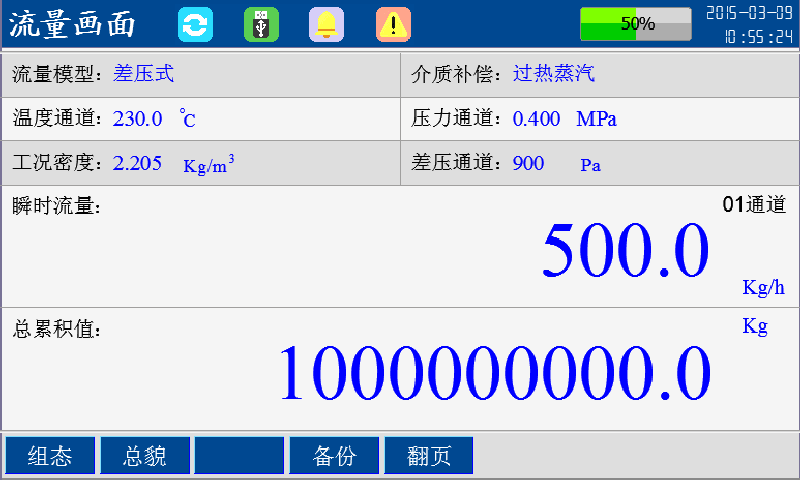 流量画面
50%
2015-03-09
10:55:24
流量模型: 差压式
介质补偿: 过热蒸汽
温度通道: 230.0 ℃
压力通道: 0.400 MPa
工况密度: 2.205 Kg/m³
差压通道: 900 Pa
瞬时流量:
01通道
500.0
Kg/h
总累积值:
Kg
1000000000.0
组态 总貌 备份 翻页